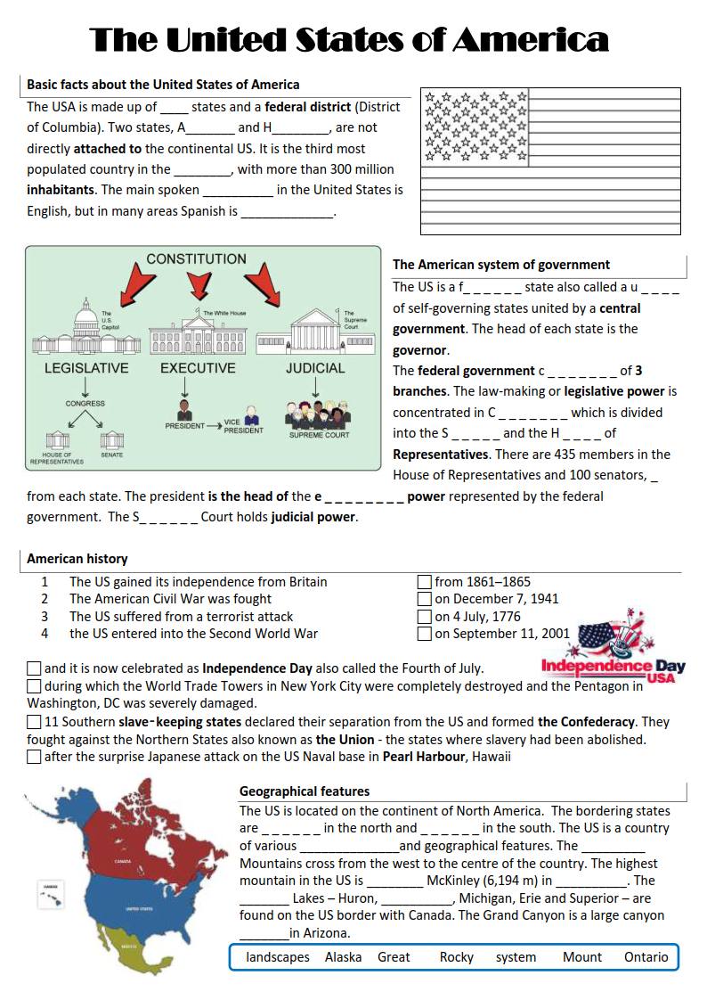 The United States of America
Basic facts about the United States of America
The USA is made up of ____ states and a federal district (District
of Columbia). Two states, A_______ and H________, are not
directly attached to the continental US. It is the third most
populated country in the ________, with more than 300 million
inhabitants. The main spoken __________ in the United States is
English, but in many areas Spanish is _____________.
CONSTITUTION
The
U.S.
Capitol
The White House
The
Supreme
Court
LEGISLATIVE
EXECUTIVE
JUDICIAL
CONGRESS
PRESIDENT
VICE
PRESIDENT
SUPREME COURT
HOUSE OF
REPRESENTATIVES
SENATE
The American system of government
The US is a f_ _ _ _ _ _ state also called a u _ _ _ _
of self-governing states united by a central
government. The head of each state is the
governor.
The federal government c _ _ _ _ _ _ _ of 3
branches. The law-making or legislative power is
concentrated in C _ _ _ _ _ _ _ which is divided
into the S _ _ _ _ _ and the H _ _ _ _ of
Representatives. There are 435 members in the
House of Representatives and 100 senators, _
from each state. The president is the head of the e _ _ _ _ _ _ _ _ power represented by the federal
government. The S_ _ _ _ _ _ Court holds judicial power.
American history
1 The US gained its independence from Britain □ from 1861–1865
2 The American Civil War was fought □ on December 7, 1941
3 The US suffered from a terrorist attack □ on 4 July, 1776
4 the US entered into the Second World War □ on September 11, 2001
Independence Day
USA
□ and it is now celebrated as Independence Day also called the Fourth of July.
□ during which the World Trade Towers in New York City were completely destroyed and the Pentagon in
Washington, DC was severely damaged.
□ 11 Southern slave-keeping states declared their separation from the US and formed the Confederacy. They
fought against the Northern States also known as the Union - the states where slavery had been abolished.
□ after the surprise Japanese attack on the US Naval base in Pearl Harbour, Hawaii
CANADA
HAWAII
UNITED STATES
MEXICO
Geographical features
The US is located on the continent of North America. The bordering states
are _ _ _ _ _ _ in the north and _ _ _ _ _ _ in the south. The US is a country
of various ______________and geographical features. The _________
Mountains cross from the west to the centre of the country. The highest
mountain in the US is ________ McKinley (6,194 m) in __________. The
_______ Lakes – Huron, __________, Michigan, Erie and Superior – are
found on the US border with Canada. The Grand Canyon is a large canyon
_______in Arizona.
landscapes Alaska Great Rocky system Mount Ontario